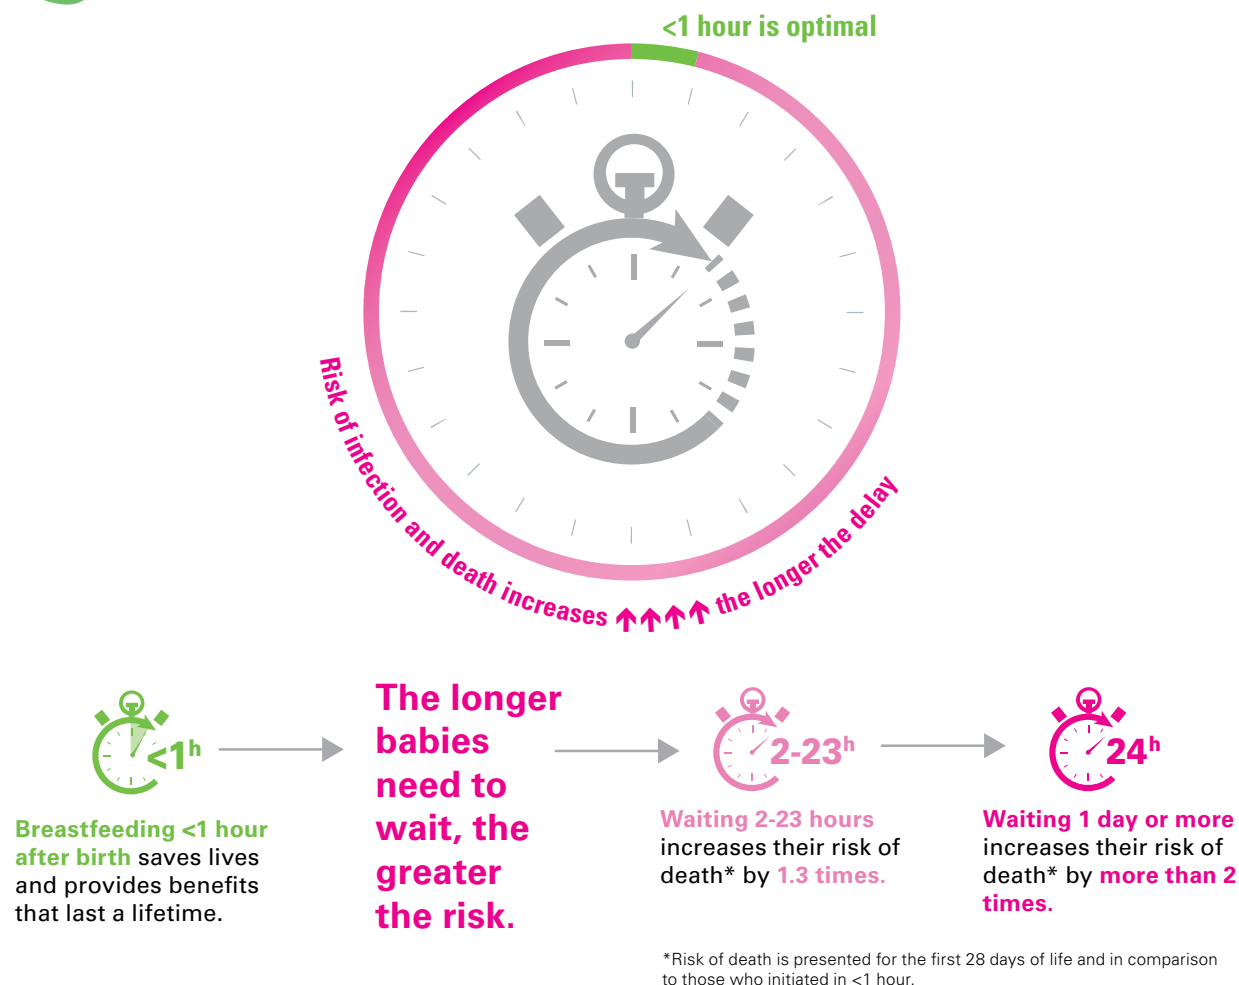 <1 hour is optimal
Risk of infection and death increases ↑↑↑↑ the longer the delay
<1h
Breastfeeding <1 hour
after birth saves lives
and provides benefits
that last a lifetime.
The longer
babies
need to
wait, the
greater
the risk.
2-23h
Waiting 2-23 hours
increases their risk of
death* by 1.3 times.
24h
Waiting 1 day or more
increases their risk of
death* by more than 2
times.
*Risk of death is presented for the first 28 days of life and in comparison
to those who initiated in <1 hour.